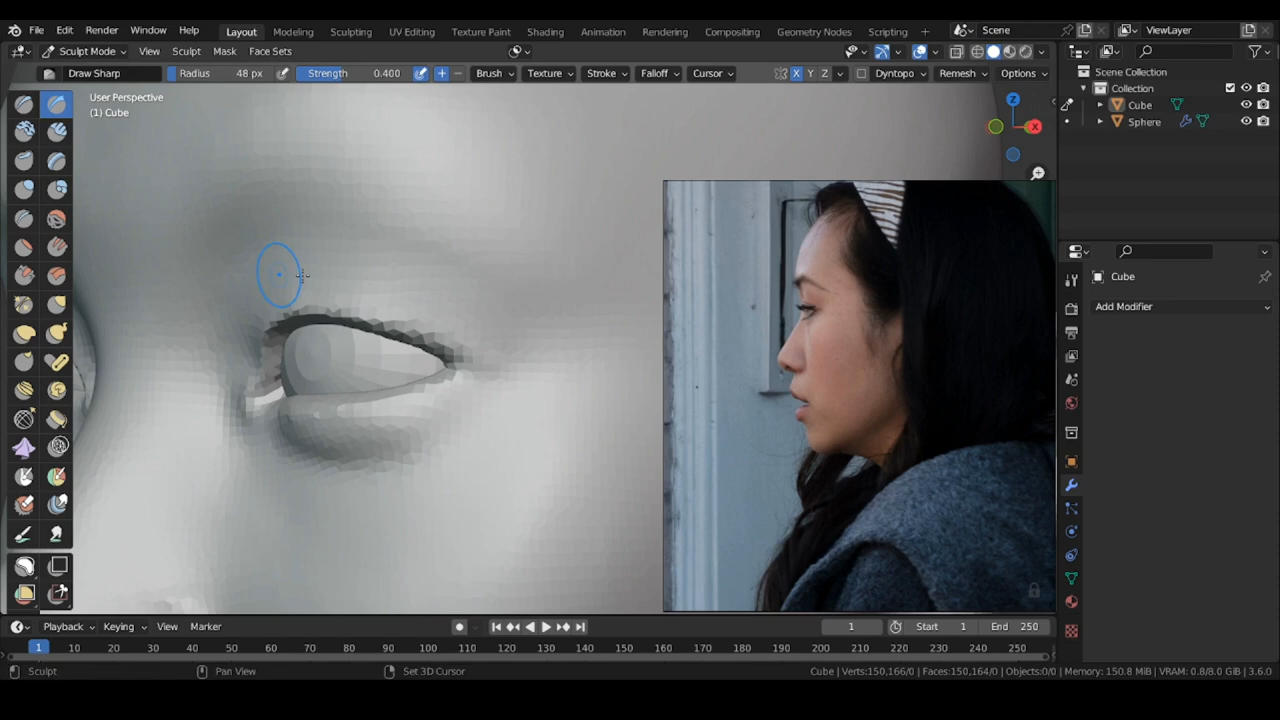 File Edit Render Window Help Layout Modeling Sculpting UV Editing Texture Paint Shading Animation Rendering Compositing Geometry Nodes Scripting + Scene ViewLayer
Sculpt Mode View Sculpt Mask Face Sets
Draw Sharp Radius 48 px Strength 0.400 Brush Texture Stroke Falloff Cursor X Y Z Dyntopo Remesh Options
User Perspective
(1) Cube
Z
X
Scene Collection
Collection
Cube
Sphere
Cube
Add Modifier
Playback Keying View Marker 1 Start 1 End 250
1 10 20 30 40 50 60 70 80 90 100 110 120 130 140 150 160 170 180 190 200 210 220 230 240 250
Sculpt Pan View Set 3D Cursor Cube | Verts:150,166/0 | Faces:150,164/0 | Objects:0/0 | Memory: 150.8 MiB | VRAM: 0.8/8.0 GiB | 3.6.0